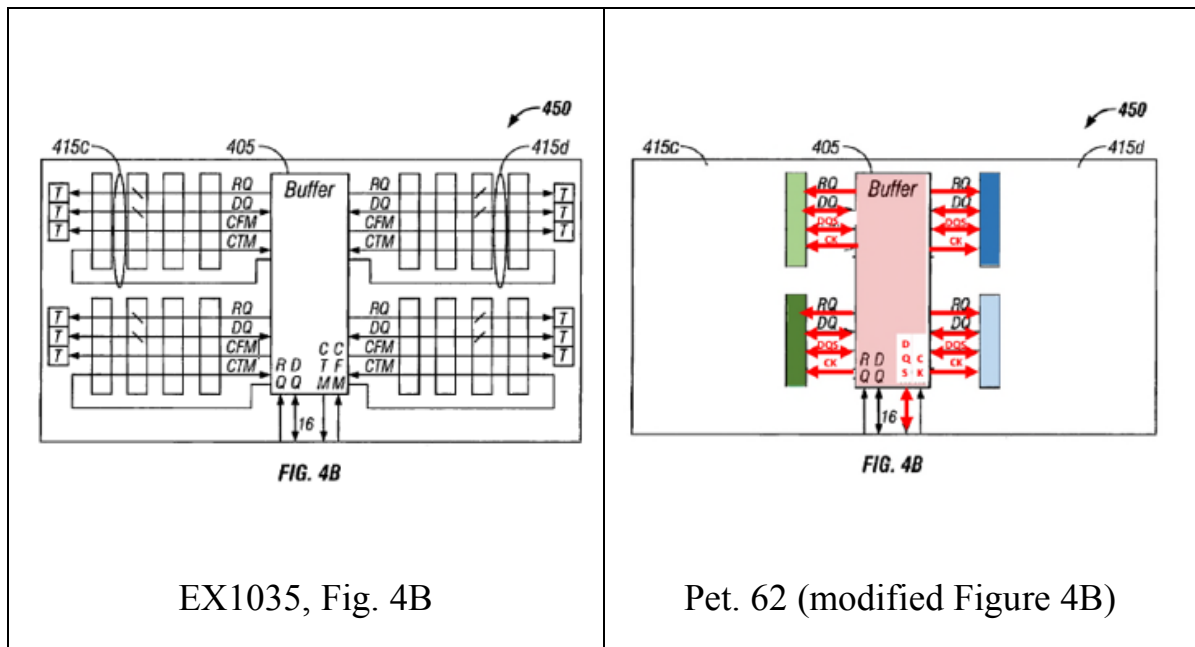 450
415c 405 415d
Buffer
T RQ RQ T
T DQ DQ T
T CFM CFM T
CTM CTM
T RQ RQ T
T DQ DQ T
T CFM C C CFM T
CTM R D T F CTM
Q Q M M
16
FIG. 4B
EX1035, Fig. 4B
450
415c 405 415d
RQ Buffer RQ
DQ DQ
DQS DQS
CK CK
RQ RQ
DQ D DQ
DQS Q C DQS
CK R D S K CK
Q Q
16
FIG. 4B
Pet. 62 (modified Figure 4B)